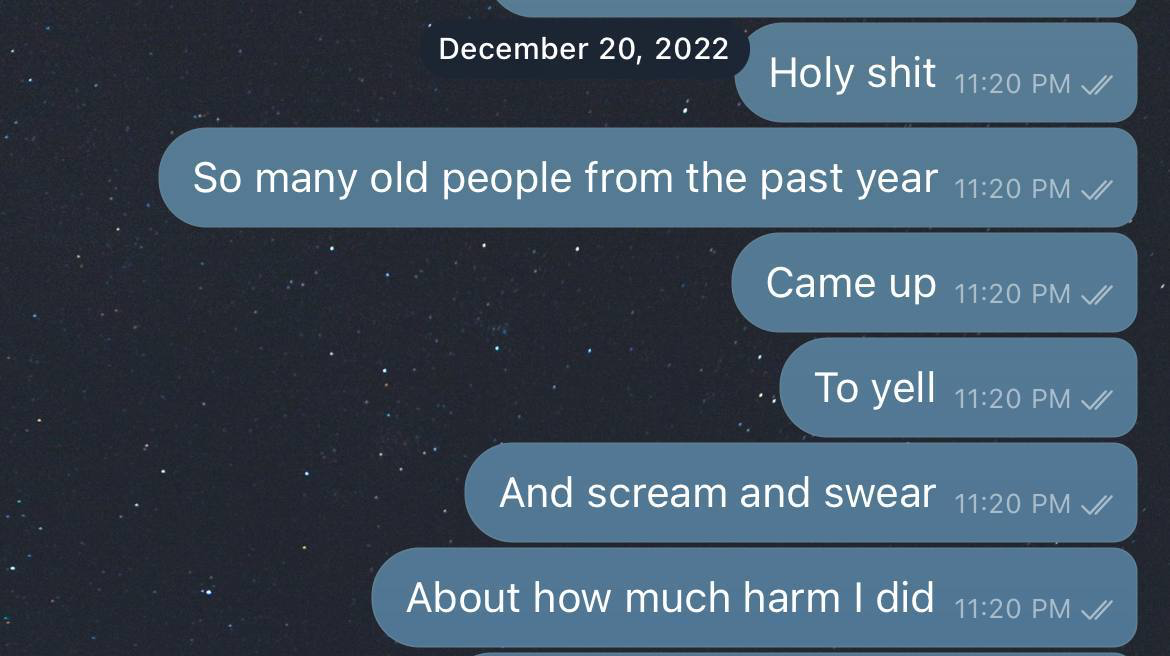 December 20, 2022
Holy shit 11:20 PM
So many old people from the past year 11:20 PM
Came up 11:20 PM
To yell 11:20 PM
And scream and swear 11:20 PM
About how much harm I did 11:20 PM